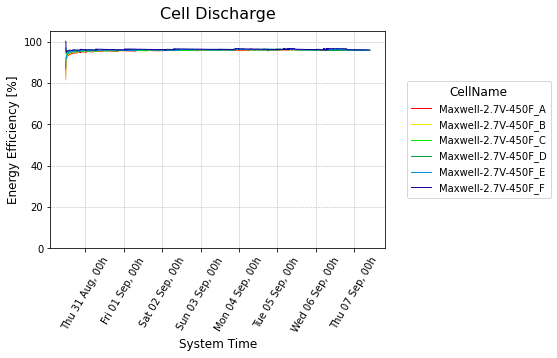 Cell Discharge
Energy Efficiency [%]
100
80
60
40
20
0
Thu 31 Aug, 00h
Fri 01 Sep, 00h
Sat 02 Sep, 00h
Sun 03 Sep, 00h
Mon 04 Sep, 00h
Tue 05 Sep, 00h
Wed 06 Sep, 00h
Thu 07 Sep, 00h
System Time
CellName
Maxwell-2.7V-450F_A
Maxwell-2.7V-450F_B
Maxwell-2.7V-450F_C
Maxwell-2.7V-450F_D
Maxwell-2.7V-450F_E
Maxwell-2.7V-450F_F